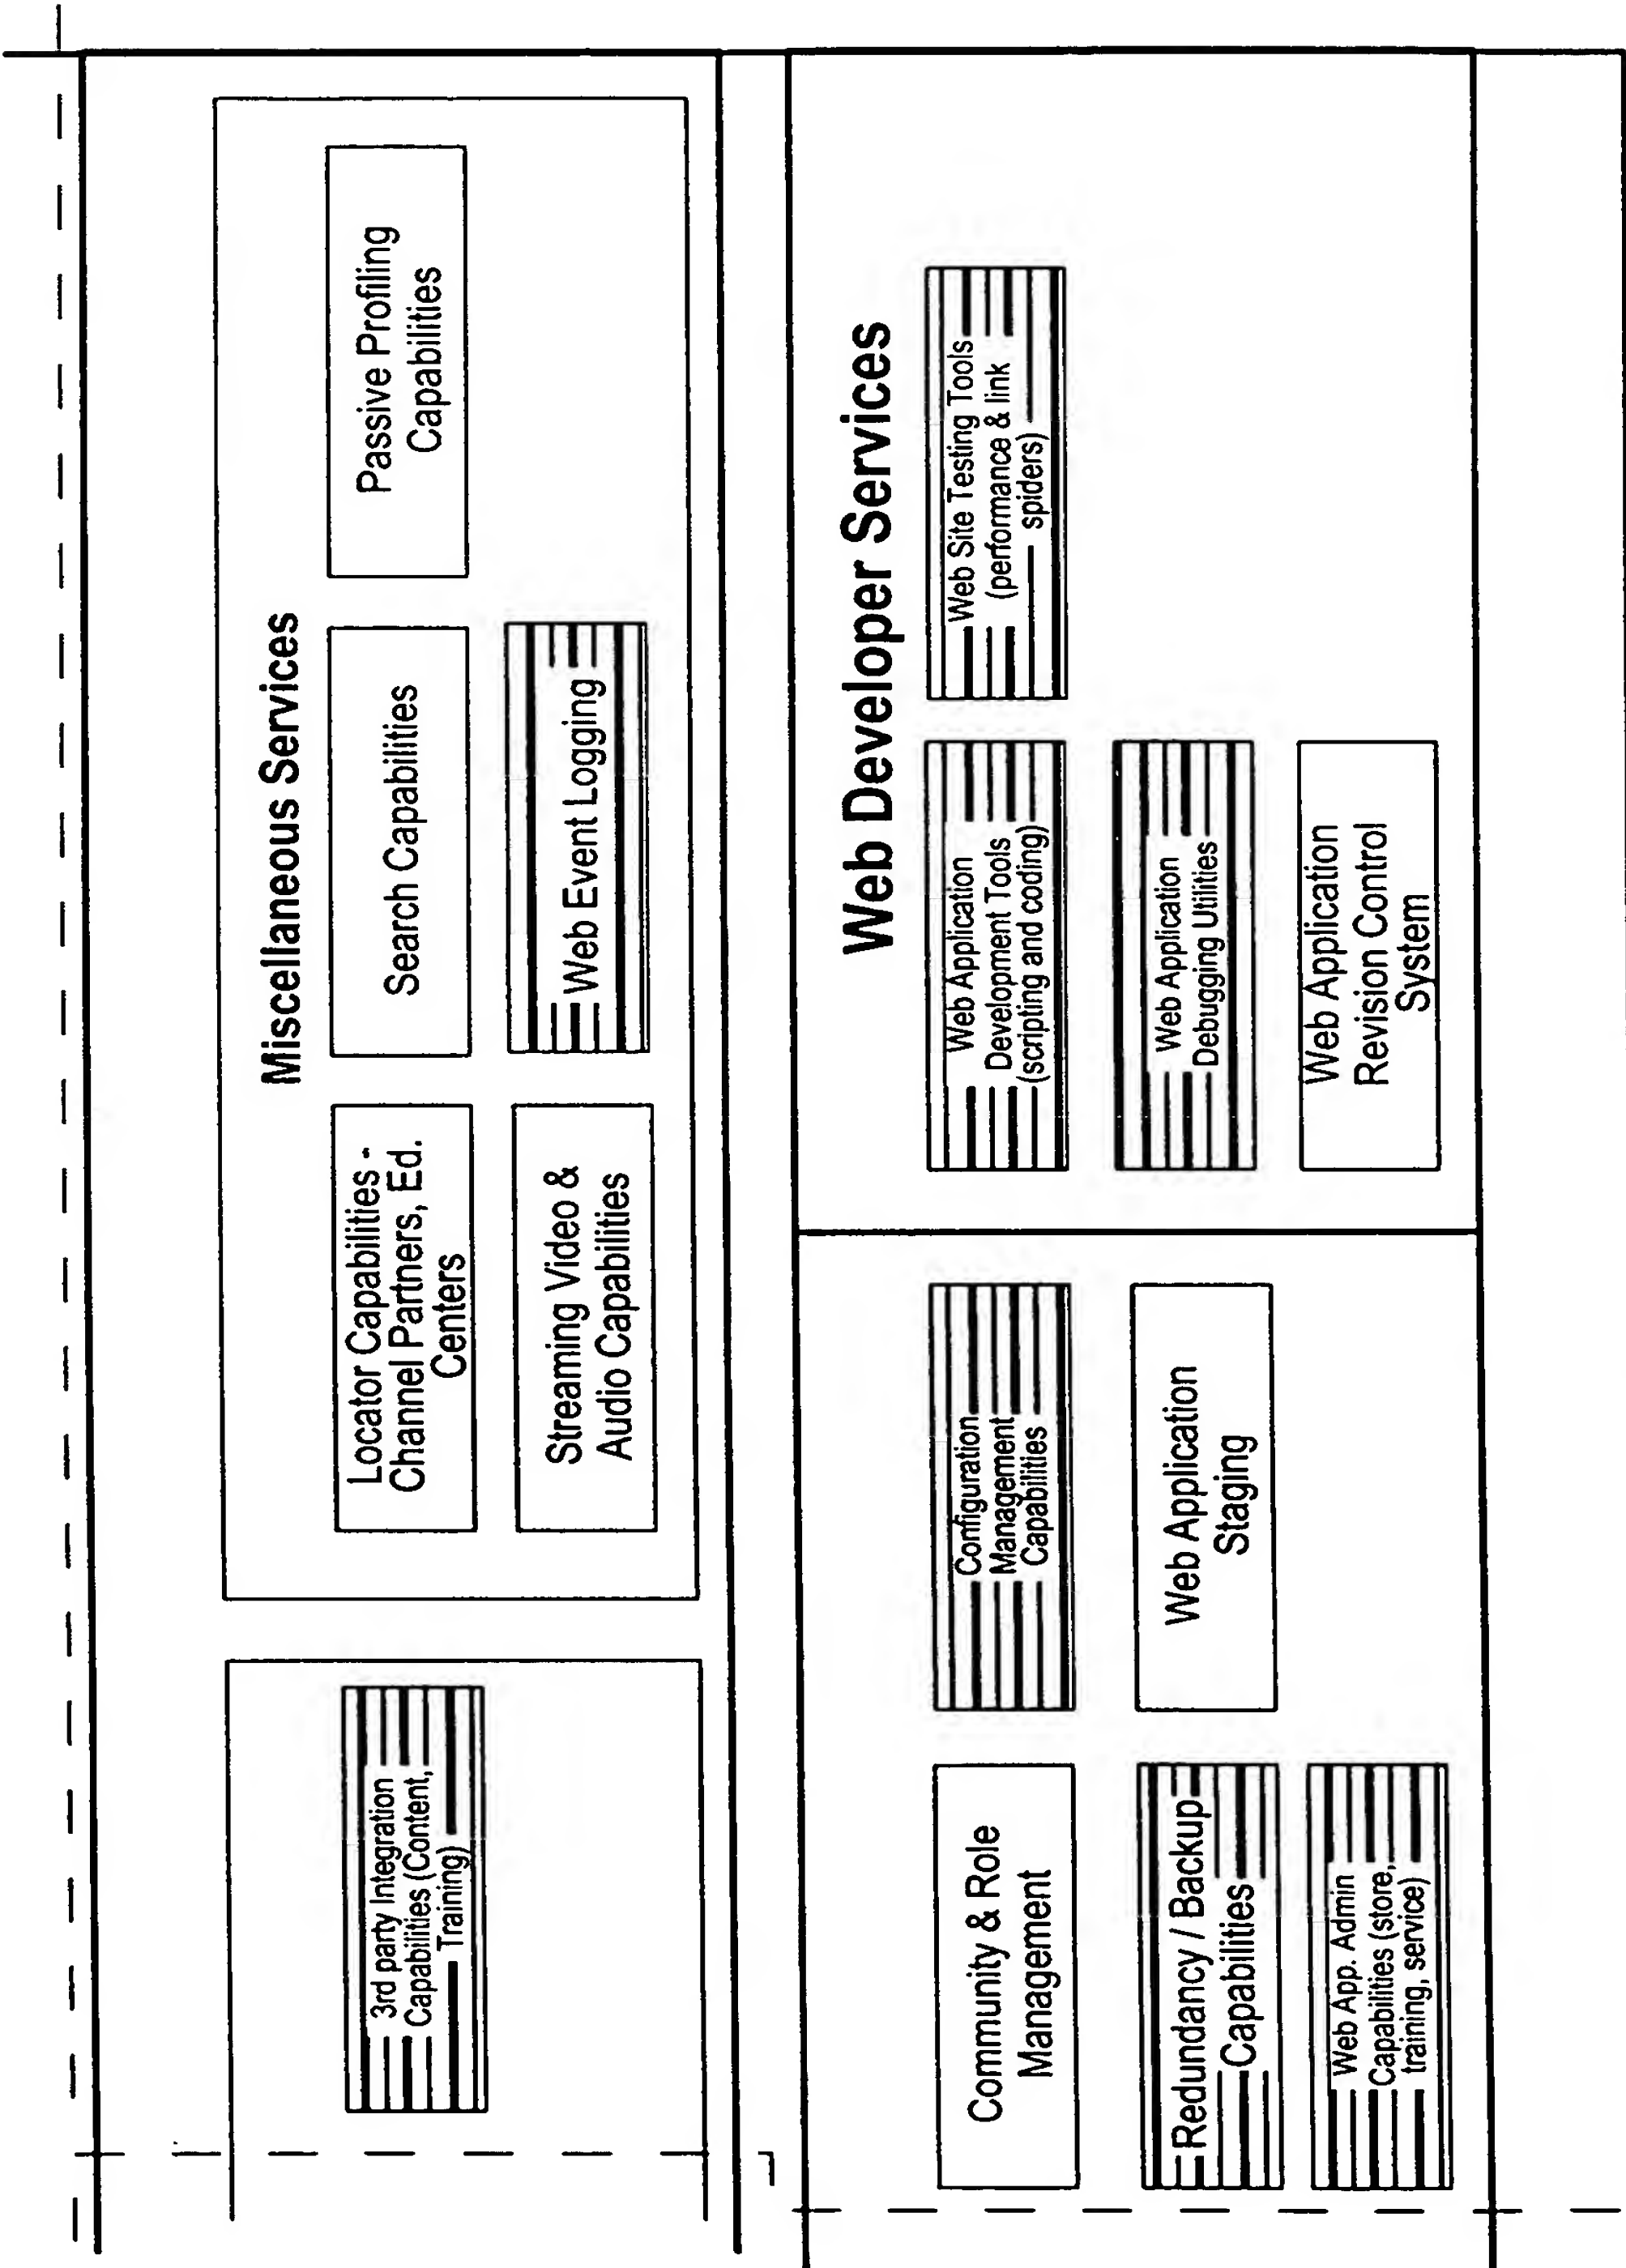 Miscellaneous Services
3rd party Integration
Capabilities (Content,
Training)
Locator Capabilities -
Channel Partners, Ed.
Centers
Search Capabilities
Passive Profiling
Capabilities
Streaming Video &
Audio Capabilities
Web Event Logging
Community & Role
Management
Configuration
Management
Capabilities
Redundancy / Backup
Capabilities
Web Application
Staging
Web App. Admin
Capabilities (store,
training, service)
Web Developer Services
Web Application
Development Tools
(scripting and coding)
Web Site Testing Tools
(performance & link
spiders)
Web Application
Debugging Utilities
Web Application
Revision Control
System